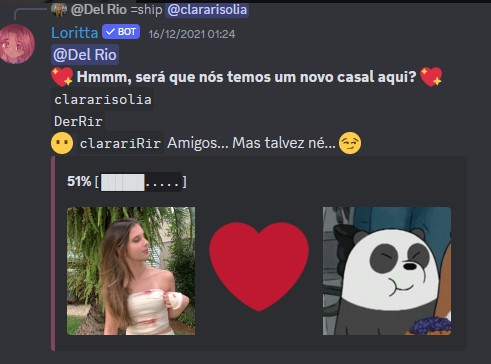 @Del Rio =ship @clararisolia
Loritta ✓ BOT 16/12/2021 01:24
@Del Rio
💖 Hmmm, será que nós temos um novo casal aqui? 💖
clararisolia
DerRir
😶 clarariRir Amigos... Mas talvez né... 😏
51% [█████.....]